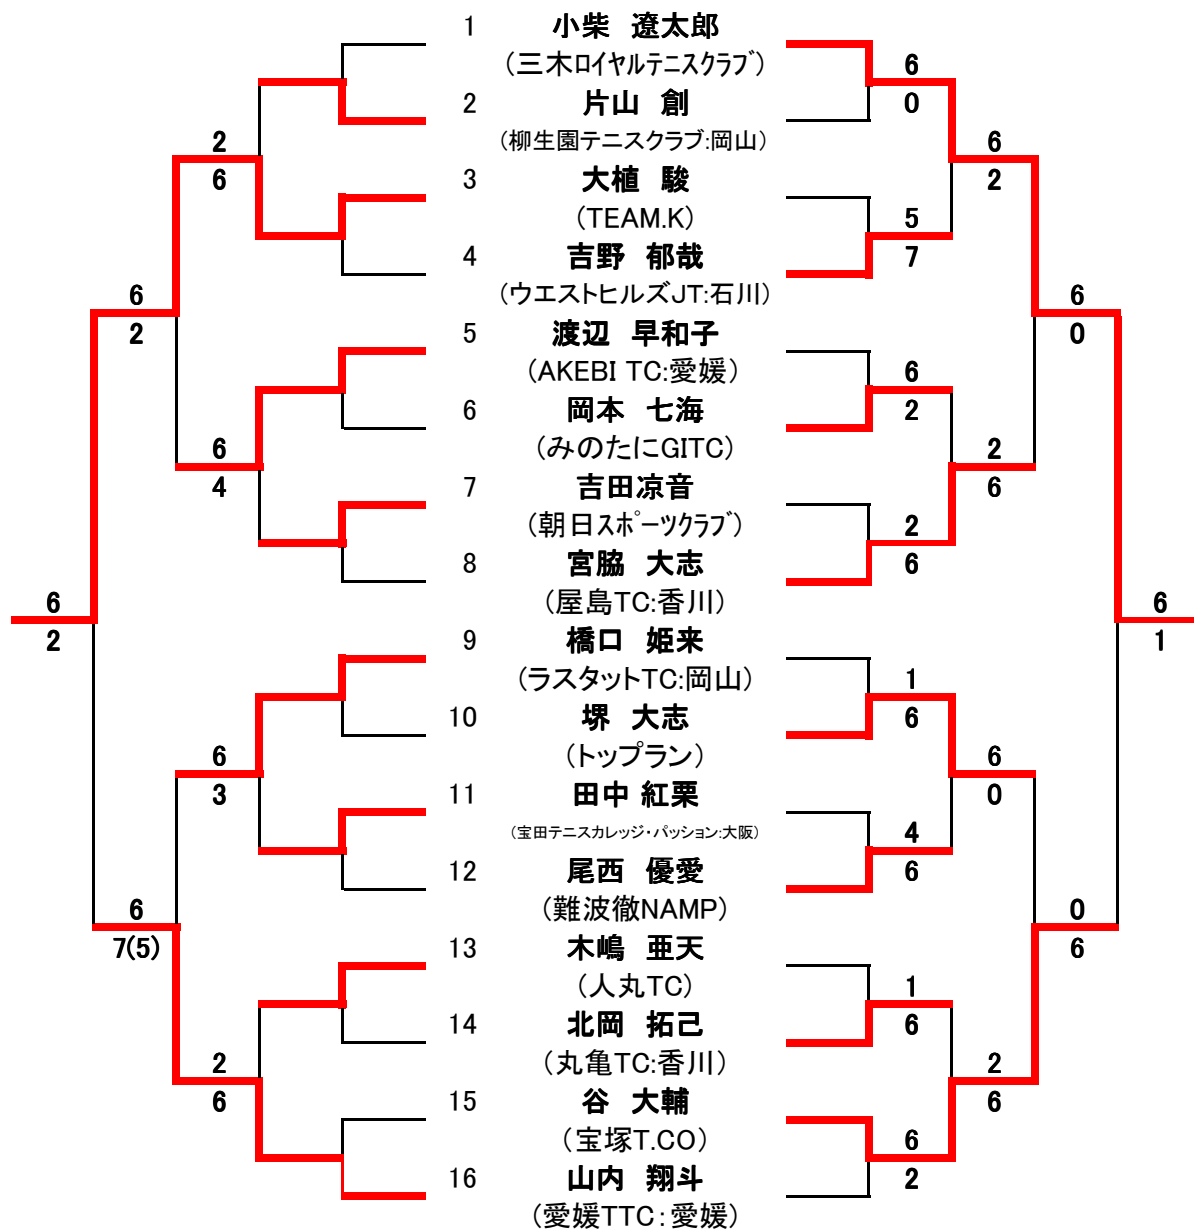 1 小柴 遼太郎
(三木ﾛｲﾔﾙﾃﾆｽｸﾗﾌﾞ)
6
0
2 片山 創
(柳生園テニスクラブ:岡山)
2
6
6
2
3 大植 駿
(TEAM.K)
5
7
4 吉野 郁哉
(ウエストヒルズJT:石川)
6
2
6
0
5 渡辺 早和子
(AKEBI TC:愛媛)
6
2
6 岡本 七海
(みのたにGITC)
6
4
2
6
7 吉田凉音
(朝日ｽﾎﾟｰﾂｸﾗﾌﾞ)
2
6
8 宮脇 大志
(屋島TC:香川)
6
2
6
1
9 橋口 姫来
(ラスタットTC:岡山)
1
6
10 堺 大志
(トップラン)
6
3
6
0
11 田中 紅栗
(宝田テニスカレッジ・パッション:大阪)
4
6
12 尾西 優愛
(難波徹NAMP)
6
7(5)
0
6
13 木嶋 亜天
(人丸TC)
1
6
14 北岡 拓己
(丸亀TC:香川)
2
6
2
6
15 谷 大輔
(宝塚T.CO)
6
2
16 山内 翔斗
(愛媛TTC:愛媛)